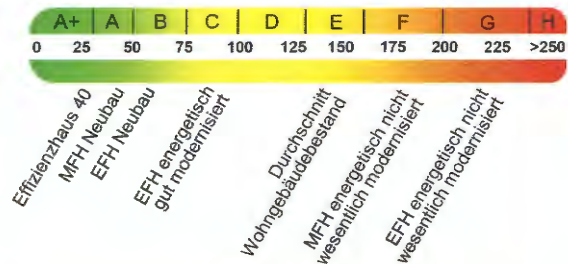 A+ A B C D E F G H
0 25 50 75 100 125 150 175 200 225 >250
Effizienzhaus 40
MFH Neubau
EFH Neubau
EFH energetisch
gut modernisiert
Durchschnitt
Wohngebäudebestand
MFH energetisch nicht
wesentlich modernisiert
EFH energetisch nicht
wesentlich modernisiert